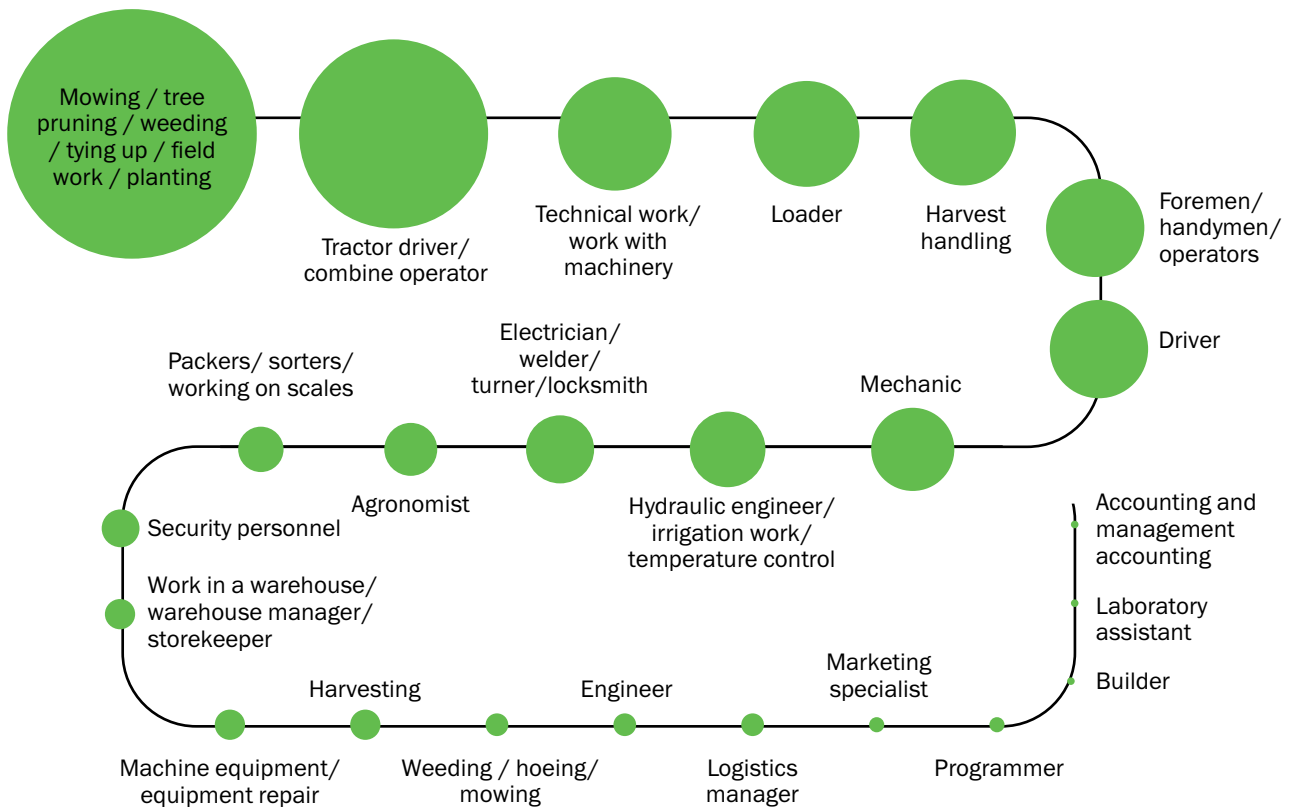 Mowing / tree
pruning / weeding
/ tying up / field
work / planting
Tractor driver/
combine operator
Technical work/
work with
machinery
Loader
Harvest
handling
Foremen/
handymen/
operators
Driver
Mechanic
Hydraulic engineer/
irrigation work/
temperature control
Electrician/
welder/
turner/locksmith
Agronomist
Packers/ sorters/
working on scales
Security personnel
Work in a warehouse/
warehouse manager/
storekeeper
Machine equipment/
equipment repair
Harvesting
Weeding / hoeing/
mowing
Engineer
Logistics
manager
Marketing
specialist
Programmer
Builder
Laboratory
assistant
Accounting and
management
accounting